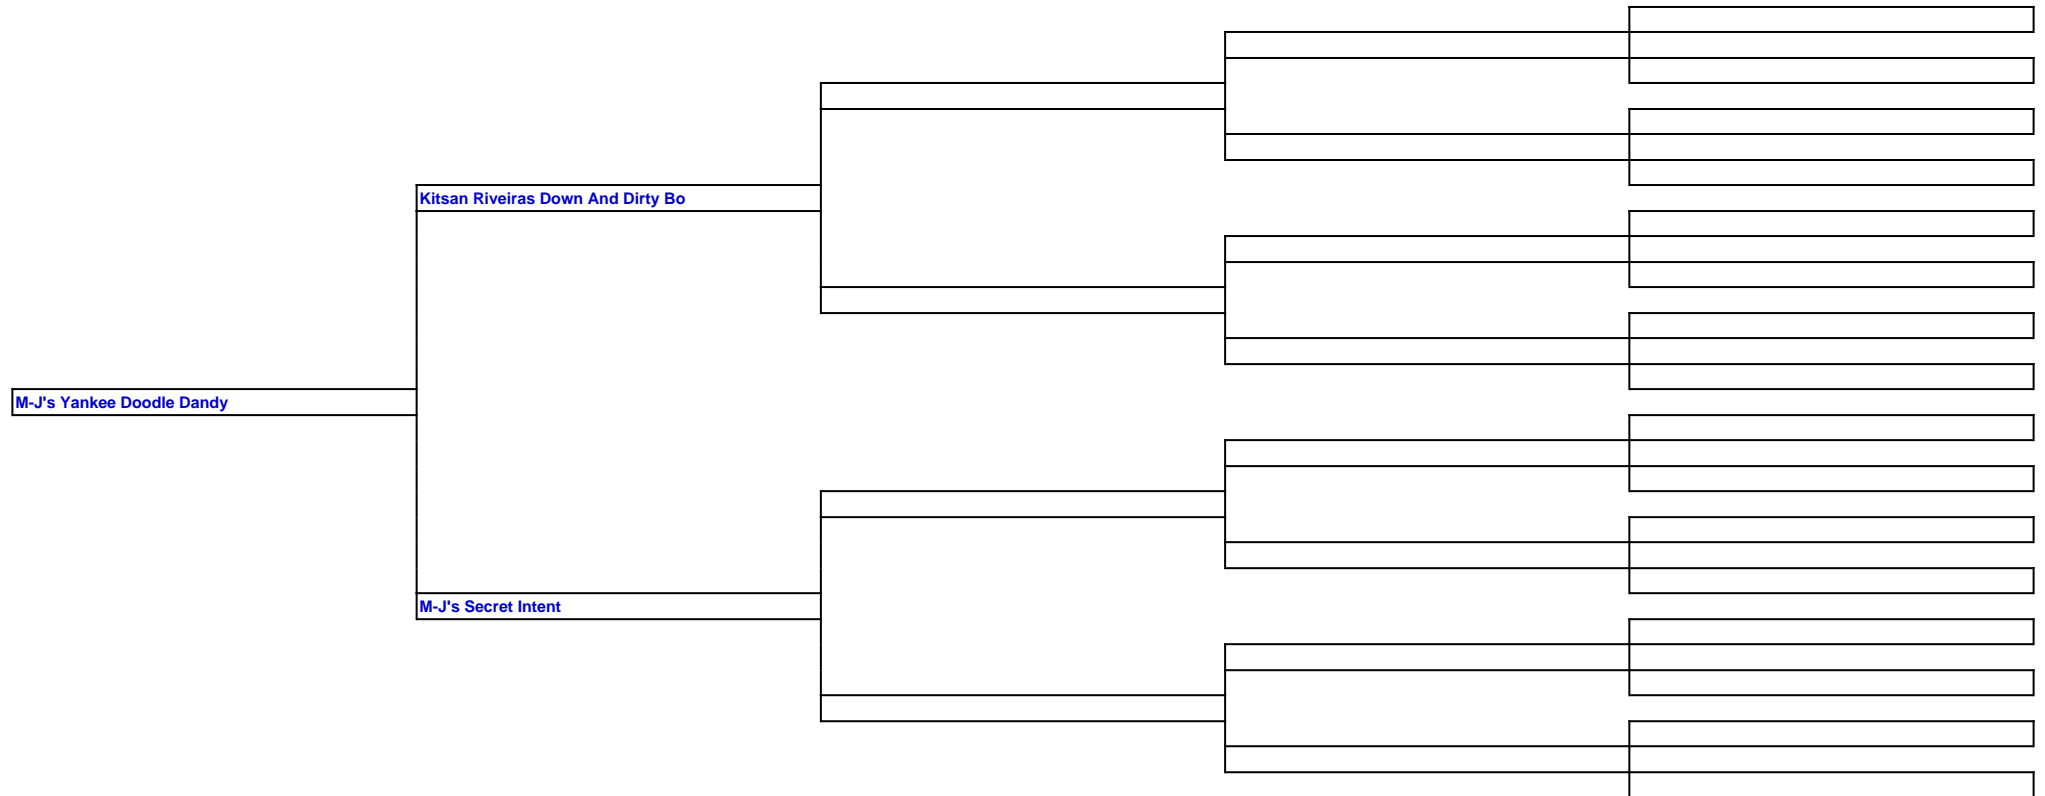 Kitsan Riveiras Down And Dirty Bo
M-J's Yankee Doodle Dandy
M-J's Secret Intent